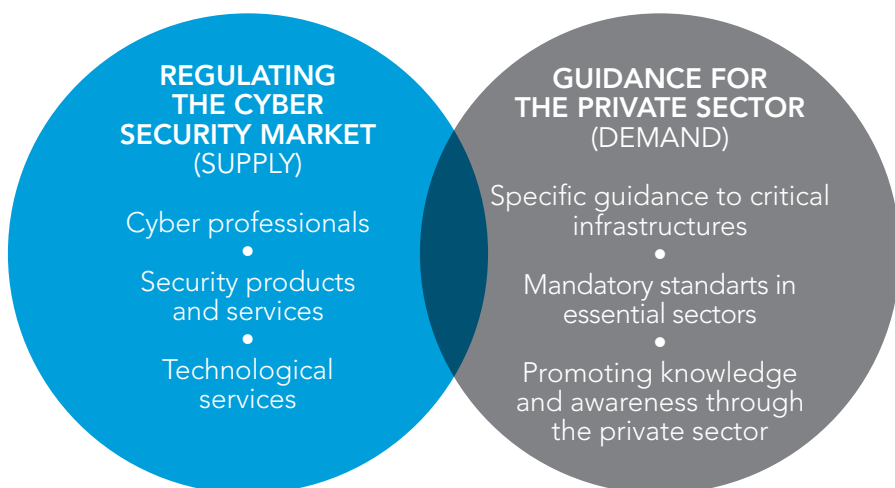 REGULATING
THE CYBER
SECURITY MARKET
(SUPPLY)
Cyber professionals
•
Security products
and services
•
Technological
services
GUIDANCE FOR
THE PRIVATE SECTOR
(DEMAND)
Specific guidance to critical
infrastructures
•
Mandatory standarts in
essential sectors
•
Promoting knowledge
and awareness through
the private sector